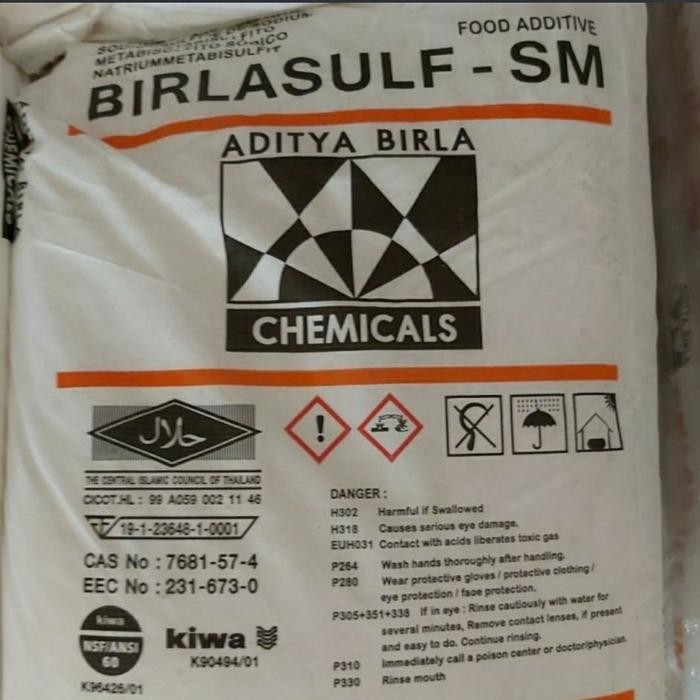 FOOD ADDITIVE
NATRIUMMETABISULFIT
BIRLASULF - SM
ADITYA BIRLA
CHEMICALS
حلال
THE CENTRAL ISLAMIC COUNCIL OF THAILAND
CICOT.HL : 99 A059 002 11 46
19-1-23648-1-0001
CAS No : 7681-57-4
EEC No : 231-673-0
kiwa
NSF/ANSI
60
K96426/01
kiwa
K90494/01
DANGER :
H302 Harmful if Swallowed
H318 Causes serious eye damage.
EUH031 Contact with acids liberates toxic gas
P264 Wash hands thoroughly after handling.
P280 Wear protective gloves / protective clothing /
eye protection / face protection.
P305+351+338 If in eye : Rinse cautiously with water for
several minutes, Remove contact lenses, if present
and easy to do. Continue rinsing.
P310 Immediately call a poison center or doctor/physician.
P330 Rinse mouth